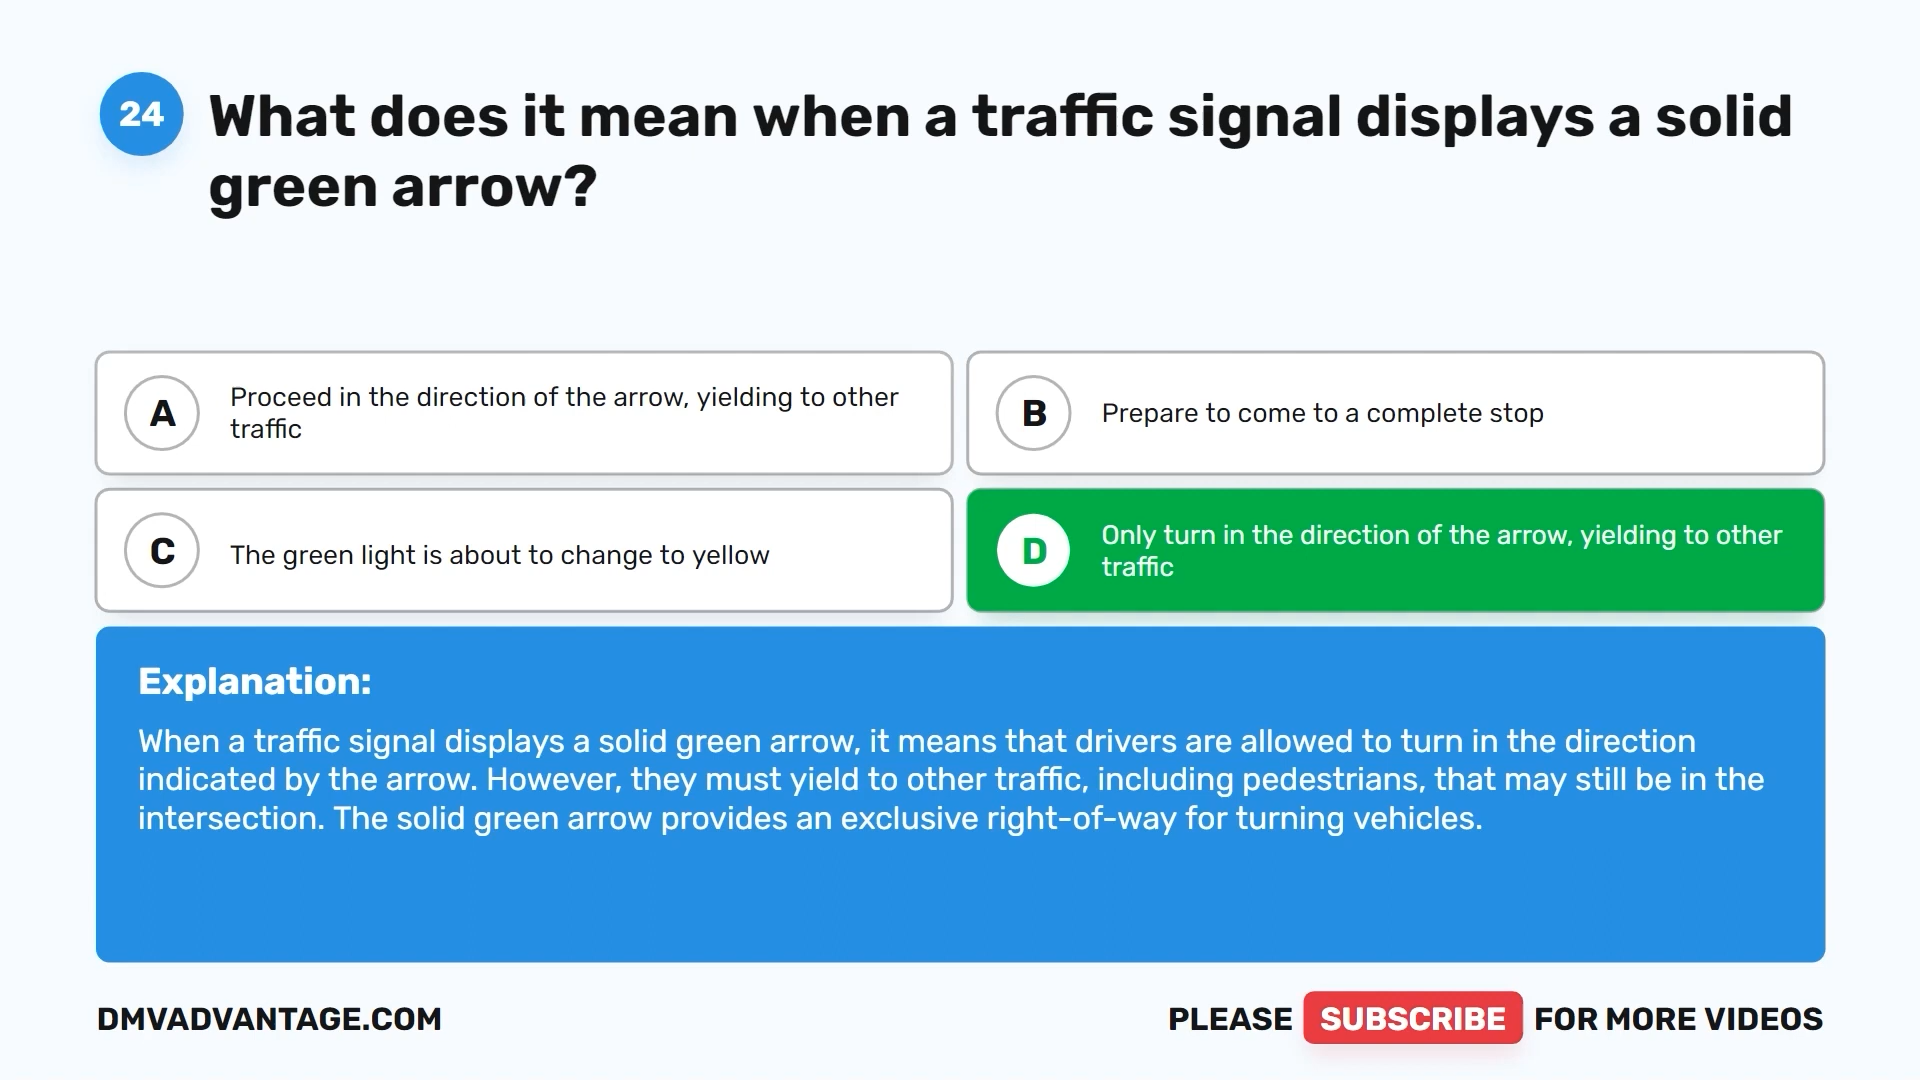 24
What does it mean when a traffic signal displays a solid
green arrow?
A
Proceed in the direction of the arrow, yielding to other
traffic
B
Prepare to come to a complete stop
C
The green light is about to change to yellow
D
Only turn in the direction of the arrow, yielding to other
traffic
Explanation:
When a traffic signal displays a solid green arrow, it means that drivers are allowed to turn in the direction
indicated by the arrow. However, they must yield to other traffic, including pedestrians, that may still be in the
intersection. The solid green arrow provides an exclusive right-of-way for turning vehicles.
DMVADVANTAGE.COM
PLEASE SUBSCRIBE FOR MORE VIDEOS